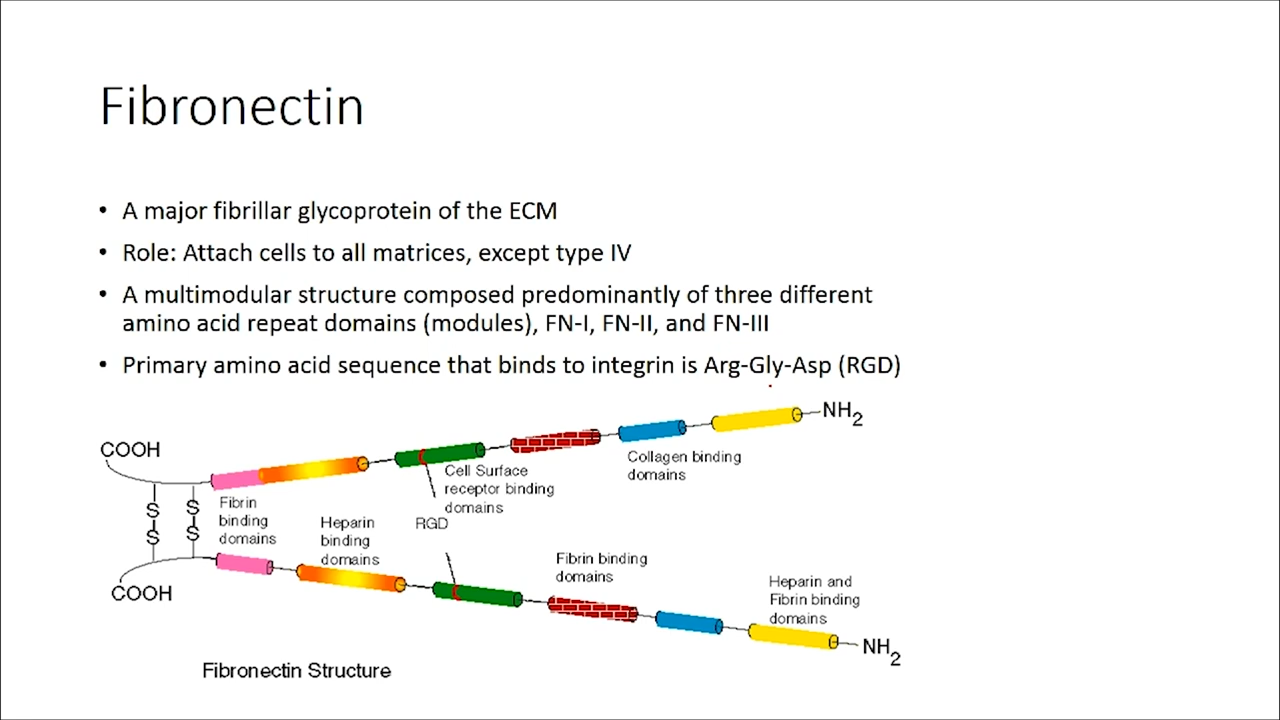 Fibronectin
• A major fibrillar glycoprotein of the ECM
• Role: Attach cells to all matrices, except type IV
• A multimodular structure composed predominantly of three different
amino acid repeat domains (modules), FN-I, FN-II, and FN-III
• Primary amino acid sequence that binds to integrin is Arg-Gly-Asp (RGD)
NH2
COOH
Collagen binding
domains
Cell Surface
receptor binding
domains
Fibrin
binding
domains
S
S
S
S
RGD
Heparin
binding
domains
Fibrin binding
domains
COOH
Heparin and
Fibrin binding
domains
NH2
Fibronectin Structure